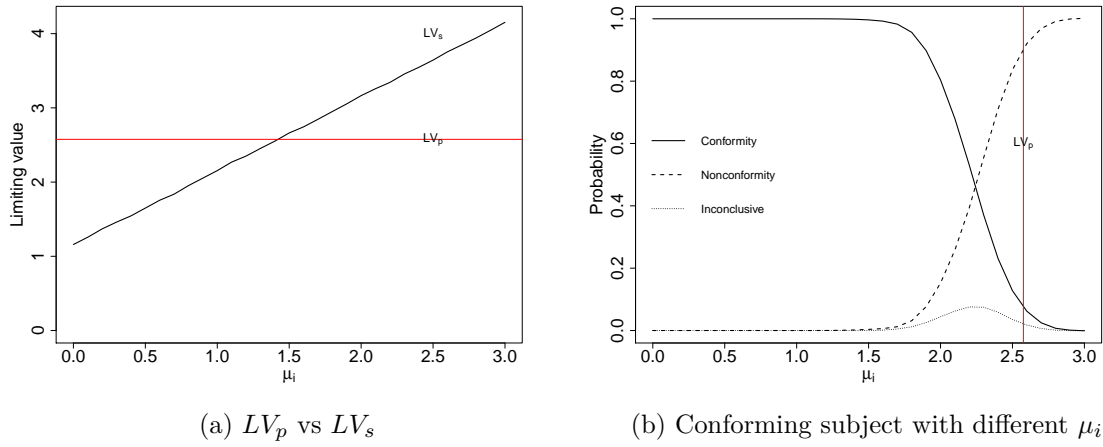 4
3
2
1
0
Limiting value
LVₛ
LVₚ
0.0 0.5 1.0 1.5 2.0 2.5 3.0
μᵢ
(a) LVₚ vs LVₛ
1.0
0.8
0.6
0.4
0.2
0.0
Probability
Conformity
Nonconformity
Inconclusive
LVₚ
0.0 0.5 1.0 1.5 2.0 2.5 3.0
μᵢ
(b) Conforming subject with different μᵢ